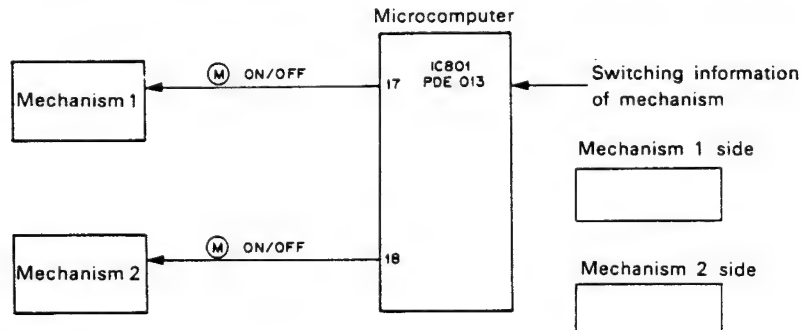 Microcomputer
IC801
PDE 013
Mechanism 1
M ON/OFF
17
Switching information
of mechanism
Mechanism 1 side
Mechanism 2
M ON/OFF
18
Mechanism 2 side